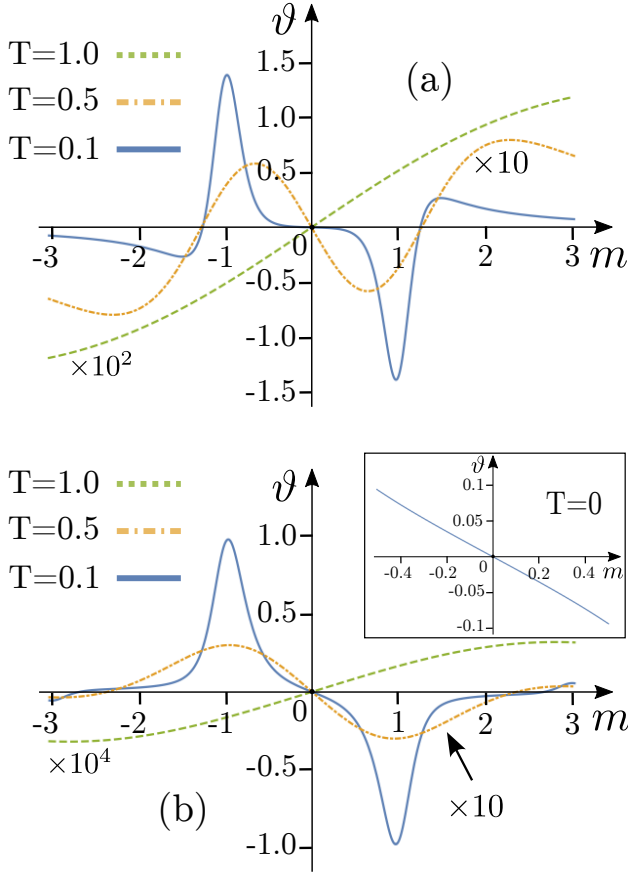 ϑ
T=1.0
T=0.5
T=0.1
(a)
1.5
1.0
0.5
×10
-3 -2 -1 0 1 2 3 m
-0.5
-1.0
-1.5
×10²
ϑ
T=1.0
T=0.5
T=0.1
1.0
0.5
ϑ
0.1
T=0
0.05
0
-0.4 -0.2 0.2 0.4 m
-0.05
-0.1
-3 -2 -1 0 1 2 3 m
×10⁴
-0.5
×10
(b)
-1.0